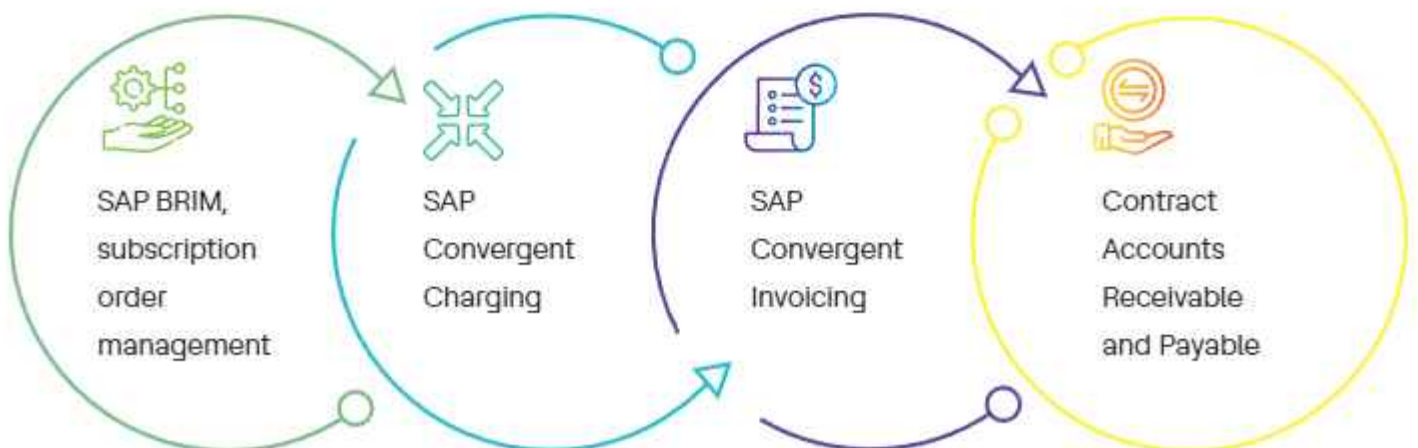 $
SAP BRIM,
subscription
order
management
SAP
Convergent
Charging
SAP
Convergent
Invoicing
Contract
Accounts
Receivable
and Payable